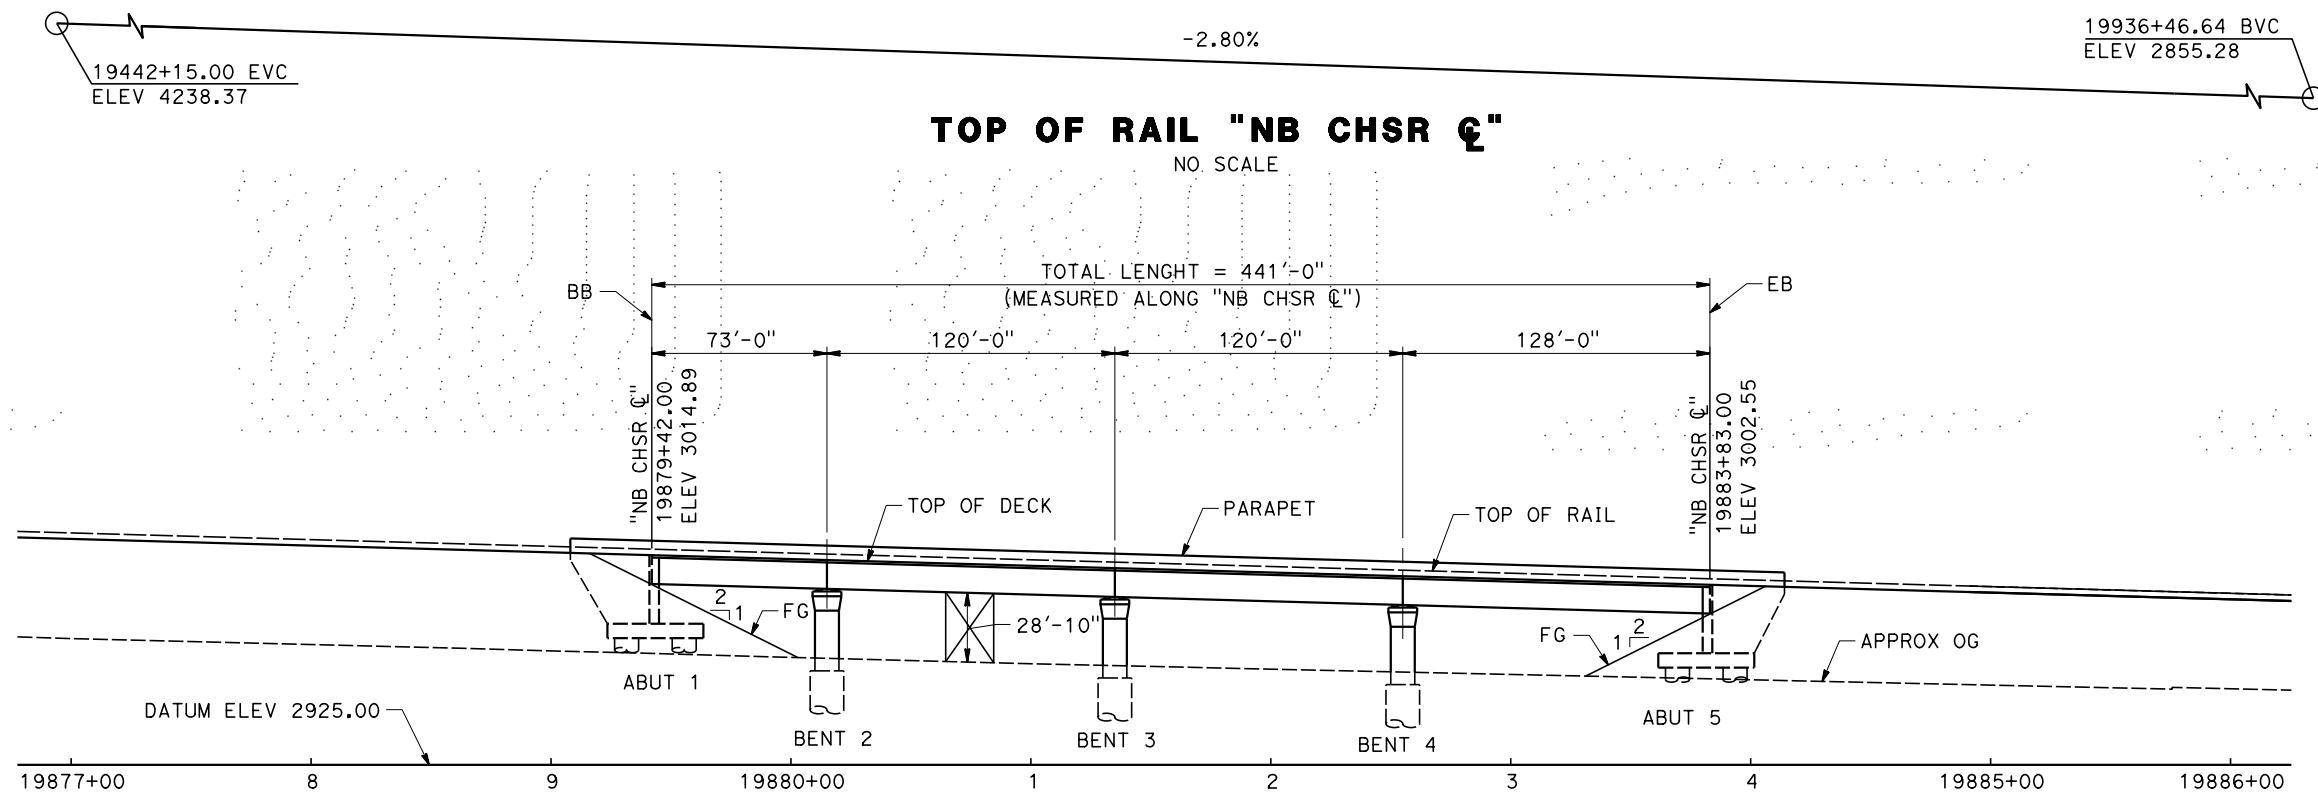 -2.80%
19442+15.00 EVC
ELEV 4238.37
19936+46.64 BVC
ELEV 2855.28
TOP OF RAIL "NB CHSR ℄"
NO SCALE
TOTAL LENGHT = 441'-0"
(MEASURED ALONG "NB CHSR ℄")
BB
EB
73'-0"
120'-0"
120'-0"
128'-0"
"NB CHSR ℄"
19879+42.00
ELEV 3014.89
"NB CHSR ℄"
19883+83.00
ELEV 3002.55
TOP OF DECK
PARAPET
TOP OF RAIL
2
1
FG
28'-10"
FG
1
2
APPROX OG
ABUT 1
BENT 2
BENT 3
BENT 4
ABUT 5
DATUM ELEV 2925.00
19877+00
8
9
19880+00
1
2
3
4
19885+00
19886+00